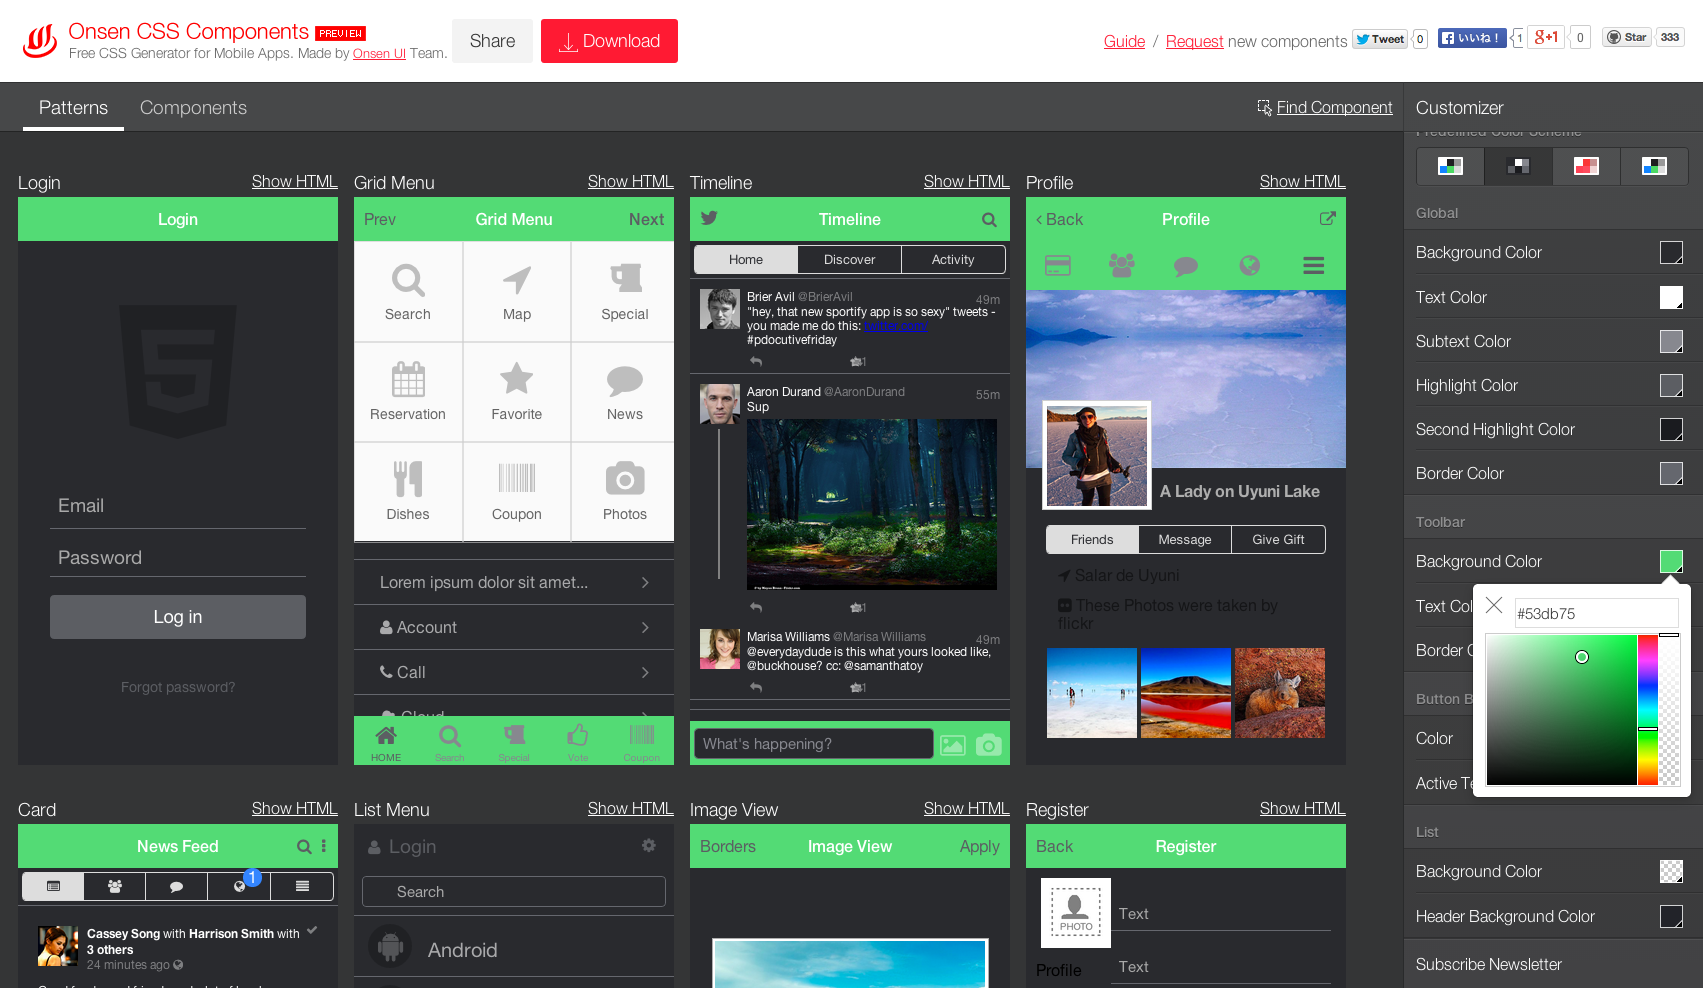 Onsen CSS Components PREVIEW
Free CSS Generator for Mobile Apps. Made by Onsen UI Team.
Share
Download
Guide / Request new components
Tweet 0
いいね！ 1
g+1 0
Star 333
Patterns
Components
Find Component
Customizer
Predefined Color Scheme
Login
Show HTML
Login
Email
Password
Log in
Forgot password?
Grid Menu
Show HTML
Prev
Grid Menu
Next
Search
Map
Special
Reservation
Favorite
News
Dishes
Coupon
Photos
Lorem ipsum dolor sit amet...
Account
Call
Cloud
HOME
Search
Special
Vote
Coupon
Timeline
Show HTML
Timeline
Home
Discover
Activity
Brier Avil @BrierAvil
49m
"hey, that new sportify app is so sexy" tweets -
you made me do this: twitter.com/
#pdocutivefriday
1
Aaron Durand @AaronDurand
55m
Sup
1
Marisa Williams @Marisa Williams
49m
@everydaydude is this what yours looked like,
@buckhouse? cc: @samanthatoy
1
What's happening?
Profile
Show HTML
Back
Profile
A Lady on Uyuni Lake
Friends
Message
Give Gift
Salar de Uyuni
These Photos were taken by
flickr
Global
Background Color
Text Color
Subtext Color
Highlight Color
Second Highlight Color
Border Color
Toolbar
Background Color
Text Col
Border C
#53db75
Button B
Color
Active Te
List
Background Color
Header Background Color
Subscribe Newsletter
Card
Show HTML
News Feed
1
Cassey Song with Harrison Smith with
3 others
24 minutes ago
List Menu
Show HTML
Login
Search
Android
Image View
Show HTML
Borders
Image View
Apply
Register
Show HTML
Back
Register
PHOTO
Text
Profile
Text